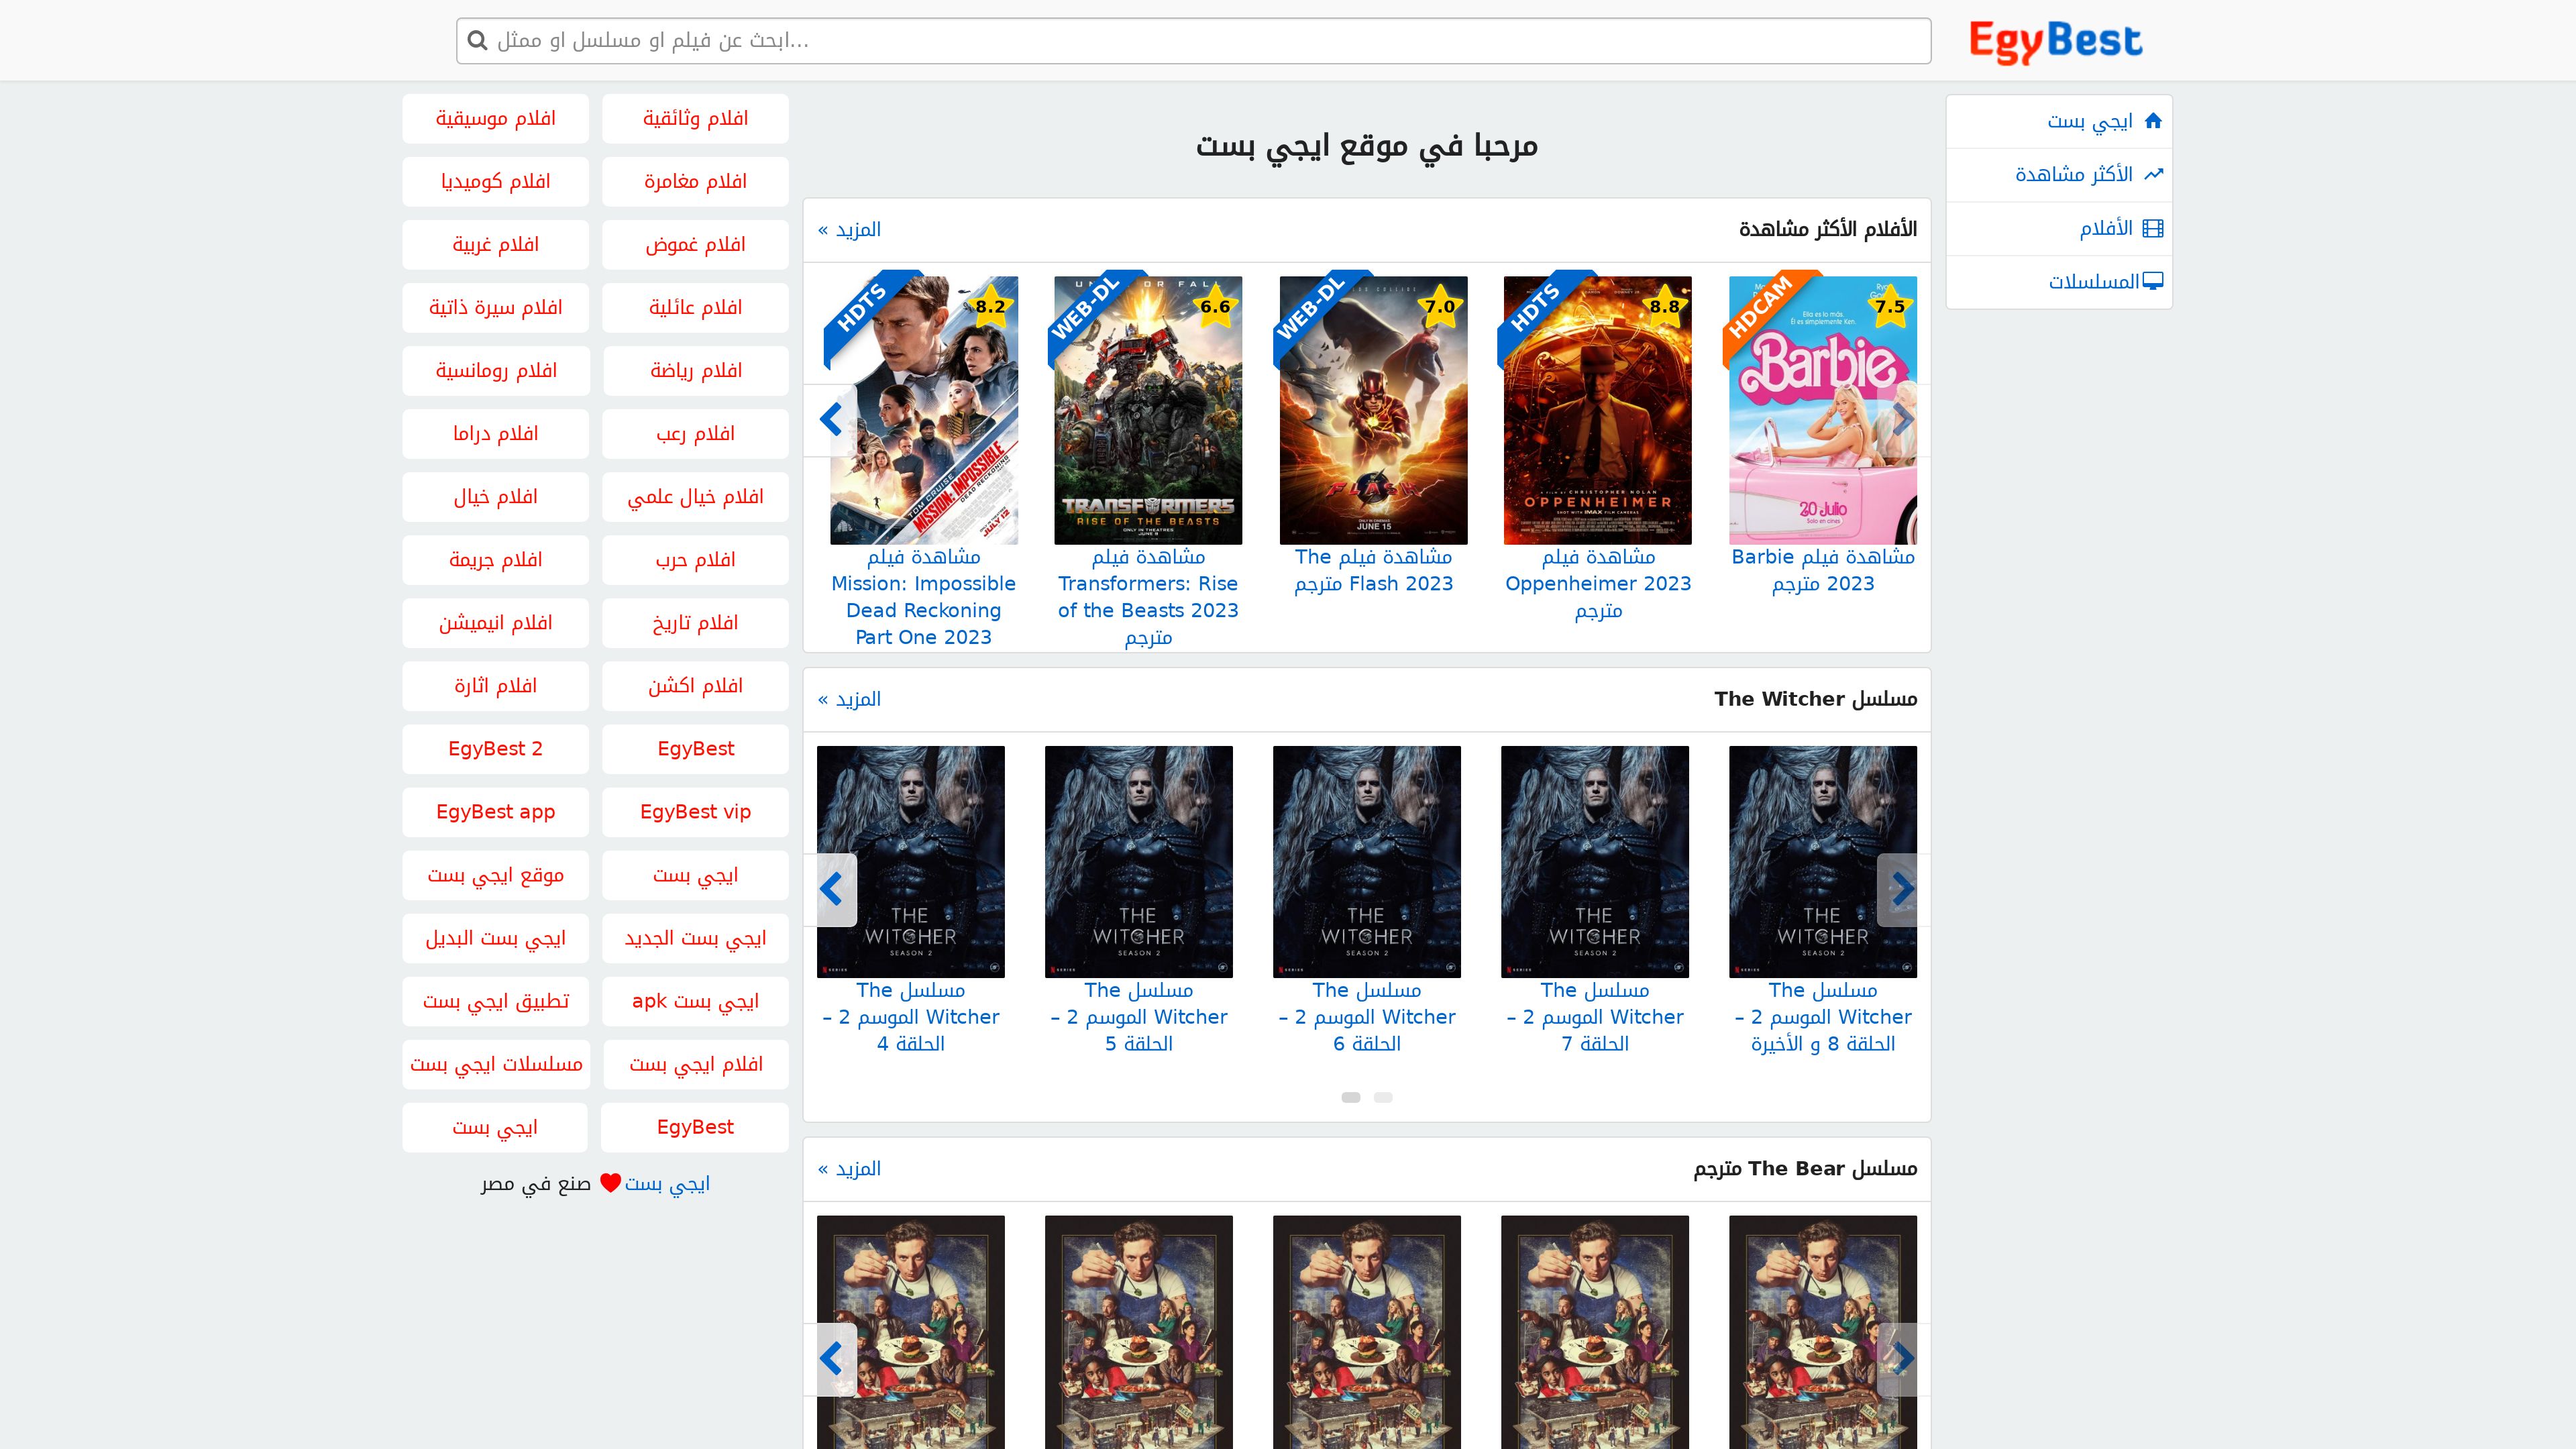 EgyBest
ابحث عن فيلم او مسلسل او ممثل...
ايجي بست
الأكثر مشاهدة
الأفلام
المسلسلات
مرحبا في موقع ايجي بست
الأفلام الأكثر مشاهدة
المزيد »
HDCAM
7.5
Barbie
20 Julio
مشاهدة فيلم Barbie
2023 مترجم
HDTS
8.8
OPPENHEIMER
مشاهدة فيلم
Oppenheimer 2023
مترجم
WEB-DL
7.0
FLASH
JUNE 15
مشاهدة فيلم The
Flash 2023 مترجم
WEB-DL
6.6
TRANSFORMERS
RISE OF THE BEASTS
مشاهدة فيلم
Transformers: Rise
of the Beasts 2023
مترجم
HDTS
8.2
TOM CRUISE
MISSION: IMPOSSIBLE
DEAD RECKONING
JULY 12
مشاهدة فيلم
Mission: Impossible
Dead Reckoning
Part One 2023
مسلسل The Witcher
المزيد »
THE
WITCHER
SEASON 2
مسلسل The
Witcher الموسم 2 –
الحلقة 8 و الأخيرة
THE
WITCHER
SEASON 2
مسلسل The
Witcher الموسم 2 –
الحلقة 7
THE
WITCHER
SEASON 2
مسلسل The
Witcher الموسم 2 –
الحلقة 6
THE
WITCHER
SEASON 2
مسلسل The
Witcher الموسم 2 –
الحلقة 5
THE
WITCHER
SEASON 2
مسلسل The
Witcher الموسم 2 –
الحلقة 4
مسلسل The Bear مترجم
المزيد »
افلام وثائقية
افلام موسيقية
افلام مغامرة
افلام كوميديا
افلام غموض
افلام غربية
افلام عائلية
افلام سيرة ذاتية
افلام رياضة
افلام رومانسية
افلام رعب
افلام دراما
افلام خيال علمي
افلام خيال
افلام حرب
افلام جريمة
افلام تاريخ
افلام انيميشن
افلام اكشن
افلام اثارة
EgyBest
EgyBest 2
EgyBest vip
EgyBest app
ايجي بست
موقع ايجي بست
ايجي بست الجديد
ايجي بست البديل
ايجي بست apk
تطبيق ايجي بست
افلام ايجي بست
مسلسلات ايجي بست
EgyBest
ايجي بست
ايجي بست ❤ صنع في مصر